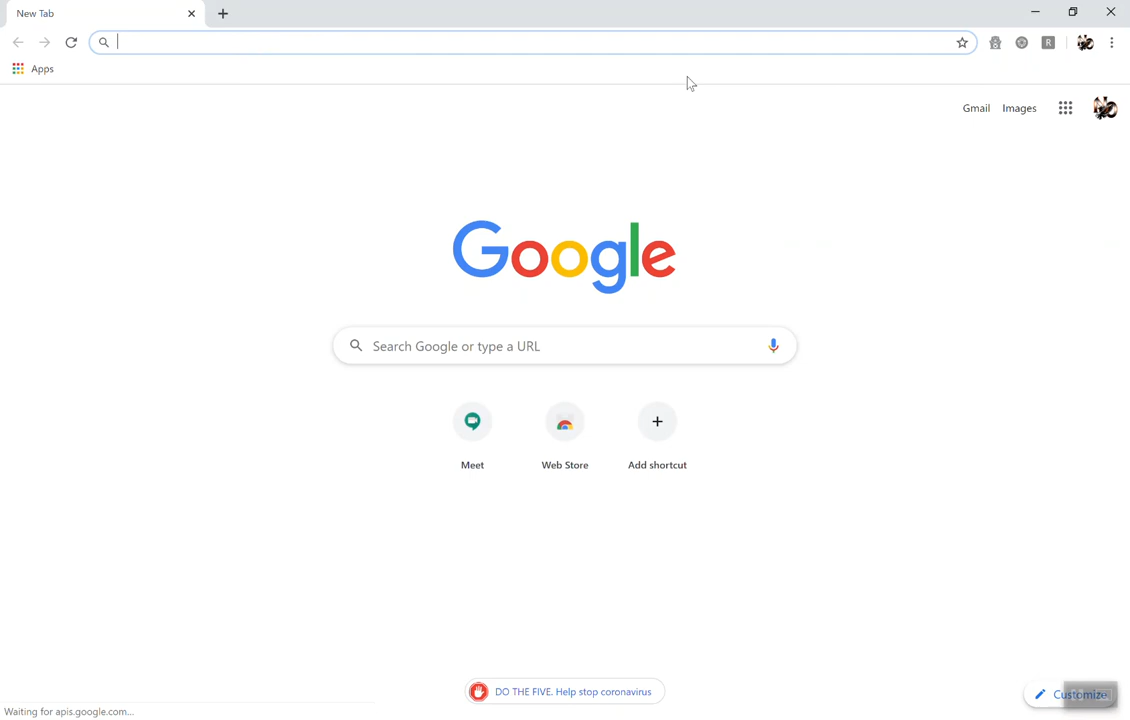 New Tab
Apps
R
Gmail Images
Google
Search Google or type a URL
Meet Web Store Add shortcut
DO THE FIVE. Help stop coronavirus
Customize
Waiting for apis.google.com...